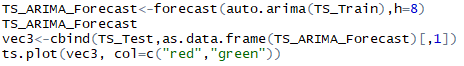 TS_ARIMA_Forecast<-forecast(auto.arima(TS_Train),h=8)
TS_ARIMA_Forecast
vec3<-cbind(TS_Test,as.data.frame(TS_ARIMA_Forecast)[,1])
ts.plot(vec3, col=c("red","green"))